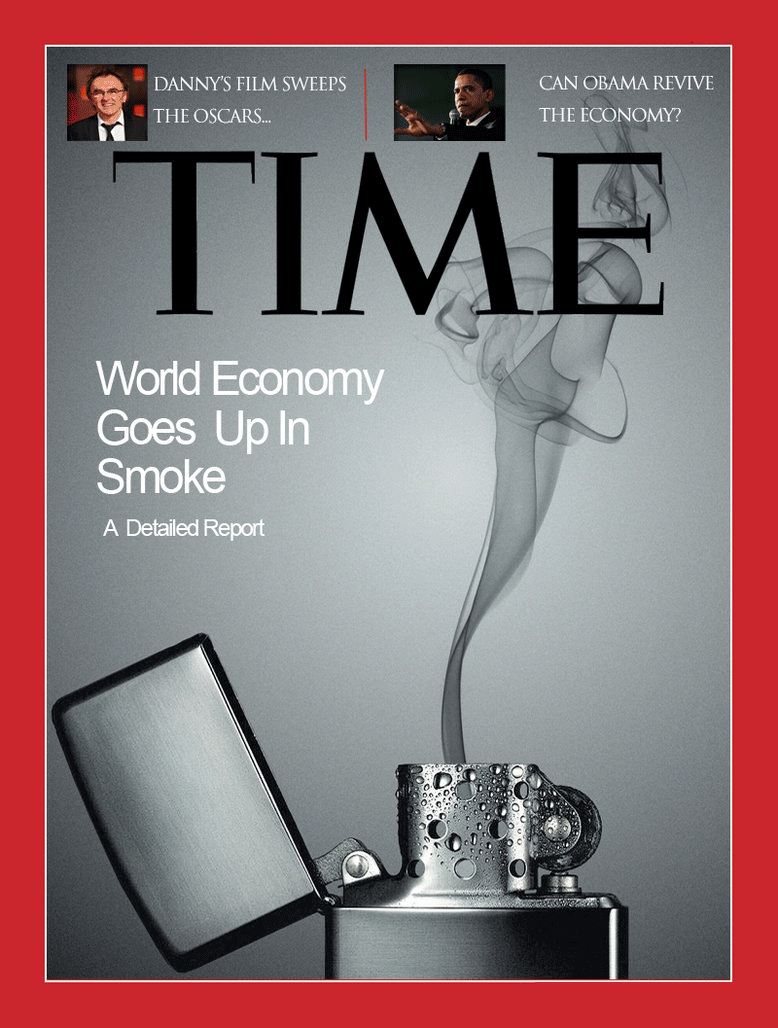 DANNY'S FILM SWEEPS
THE OSCARS...
CAN OBAMA REVIVE
THE ECONOMY?
TIME
World Economy
Goes Up In
Smoke
A Detailed Report